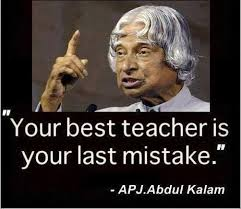 "Your best teacher is
your last mistake."
- APJ.Abdul Kalam